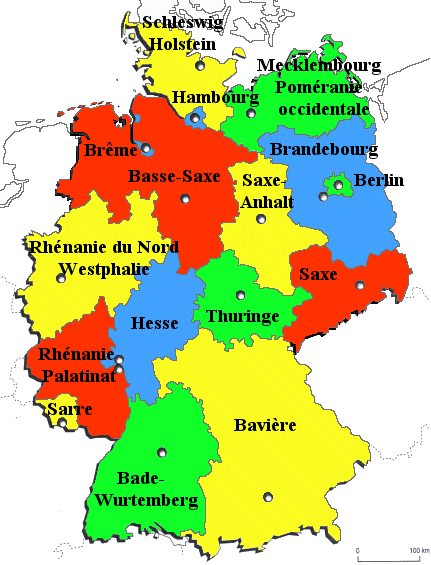 Schleswig
Holstein
Mecklembourg
Poméranie
occidentale
Hambourg
Brême
Brandebourg
Basse-Saxe
Saxe-
Anhalt
Berlin
Rhénanie du Nord
Westphalie
Saxe
Thuringe
Hesse
Rhénanie
Palatinat
Sarre
Bavière
Bade-
Wurtemberg
0 100 km